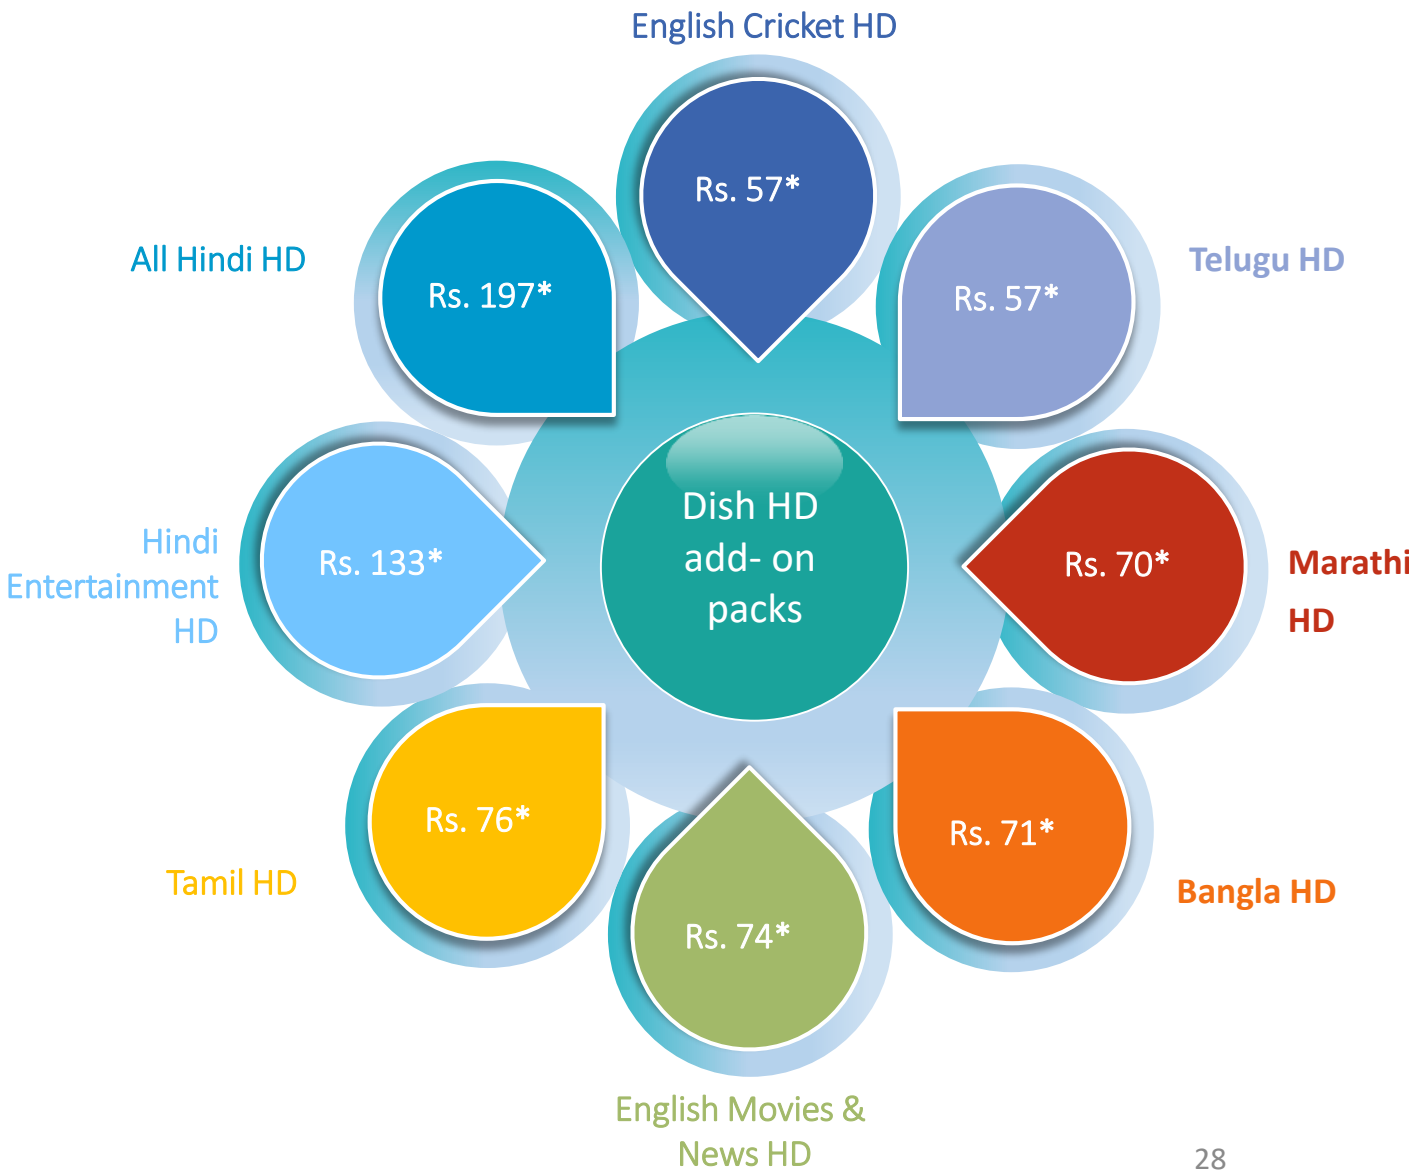 English Cricket HD
Rs. 57*
All Hindi HD
Rs. 197*
Telugu HD
Rs. 57*
Hindi
Entertainment
HD
Rs. 133*
Dish HD
add- on
packs
Marathi
HD
Rs. 70*
Tamil HD
Rs. 76*
Bangla HD
Rs. 71*
Rs. 74*
English Movies &
News HD
28